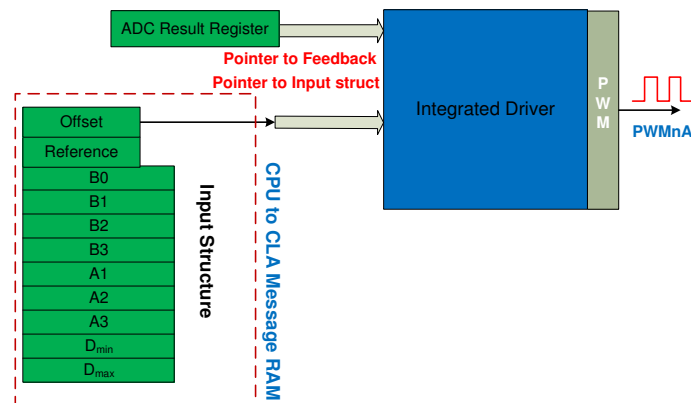 ADC Result Register
Pointer to Feedback
Pointer to Input struct
Integrated Driver
PWM
PWMnA
Offset
Reference
B0
B1
B2
B3
A1
A2
A3
Dmin
Dmax
Input Structure
CPU to CLA Message RAM